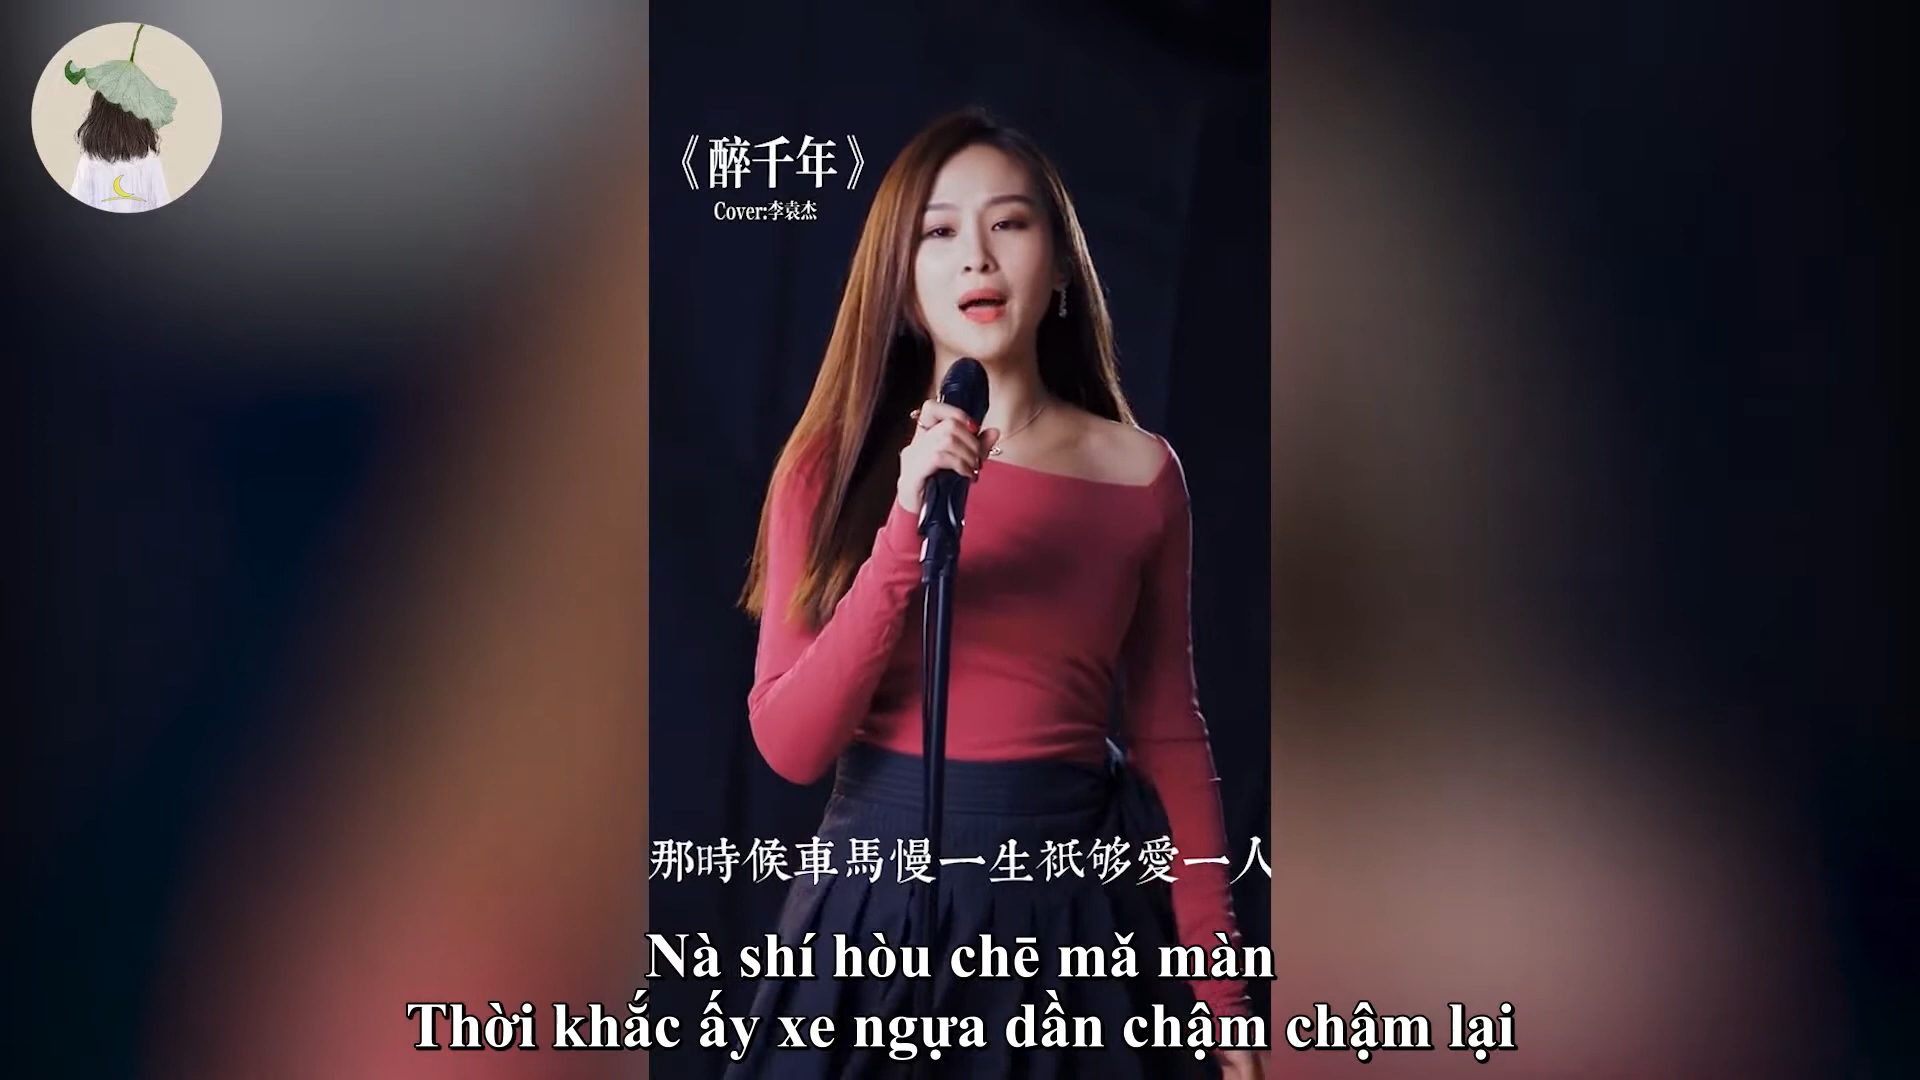 《醉千年》
Cover:李袁杰
那時候車馬慢一生衹够愛一人
Nà shí hòu chē mǎ màn
Thời khắc ấy xe ngựa dần chậm chậm lại